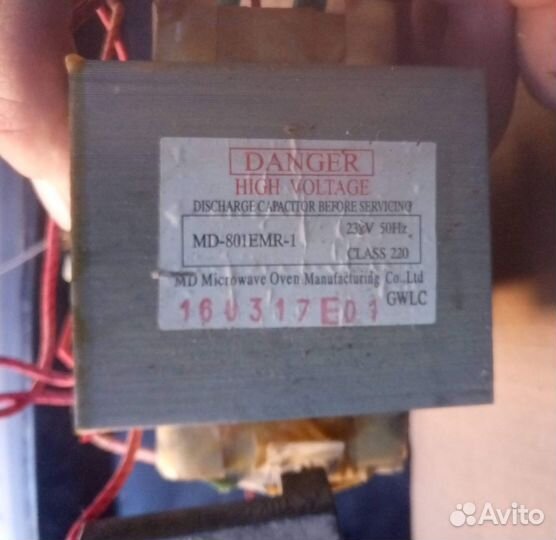 DANGER
HIGH VOLTAGE
DISCHARGE CAPACITOR BEFORE SERVICING
MD-801EMR-1
50Hz
CLASS 220
MD Microwave Oven Manufacturing Co.,Ltd
GWLC
160317E01
Avito